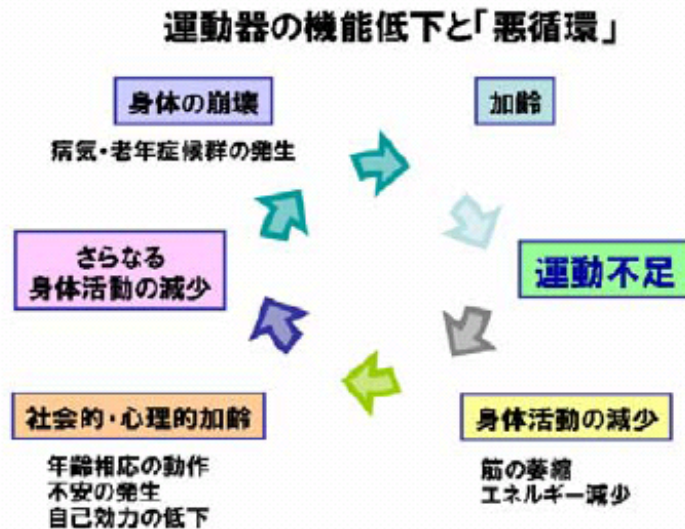 運動器の機能低下と「悪循環」
身体の崩壊
病気・老年症候群の発生
加齢
さらなる
身体活動の減少
運動不足
社会的・心理的加齢
年齢相応の動作
不安の発生
自己効力の低下
身体活動の減少
筋の萎縮
エネルギー減少